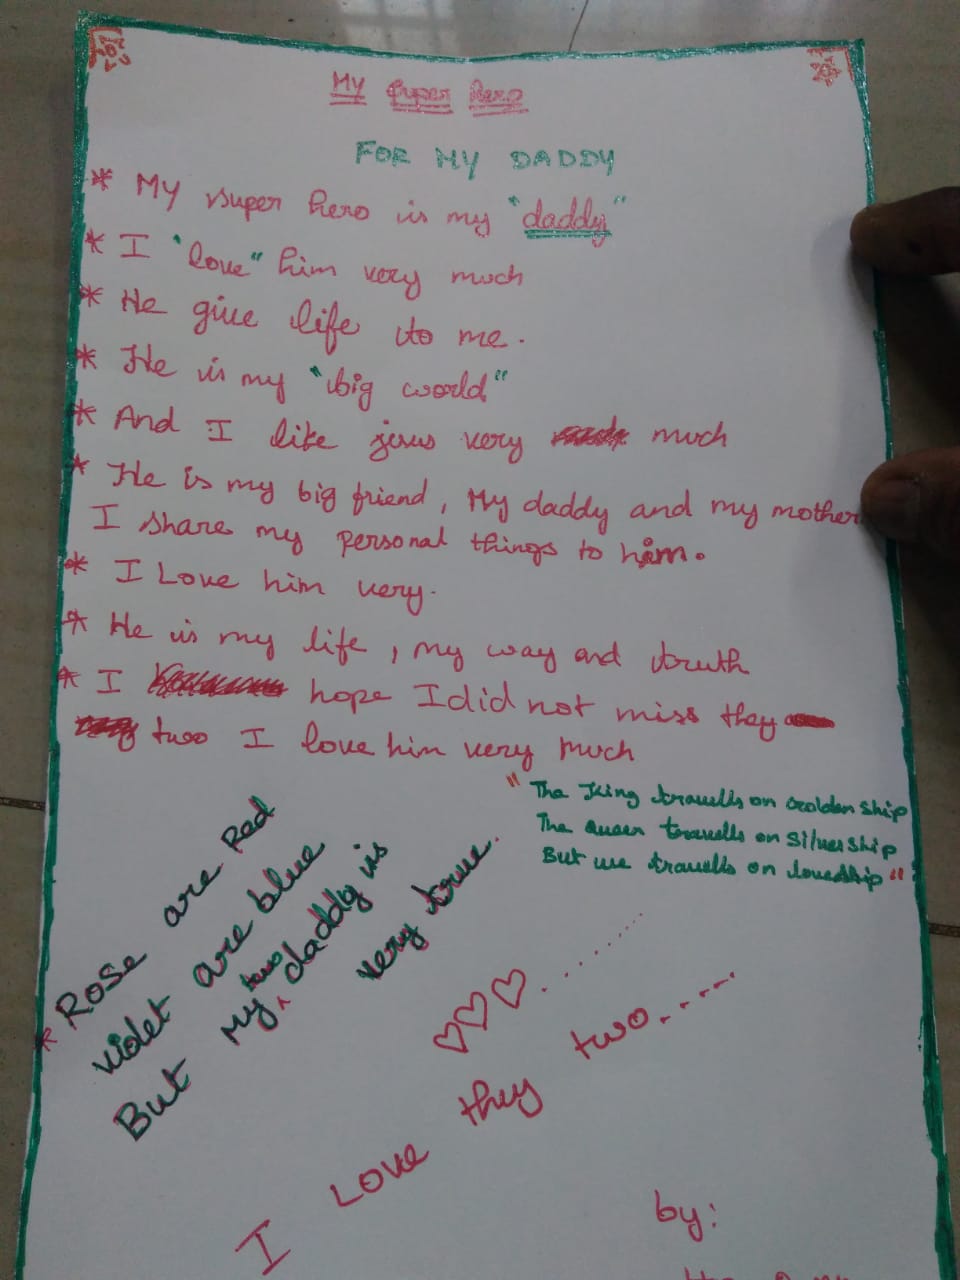 My Super Hero
FOR MY DADDY
* My super hero is my "daddy"
* I "love" him very much
* He give life to me.
* He is my "big world"
* And I like jesus very much
* He is my big friend, My daddy and my mother
I share my personal things to him.
* I Love him very.
* He is my life, my way and truth
* I hope I did not miss they
two I love him very much
"The King travells on Golden Ship
The Queen travells on Silver Ship
But we travells on loveship"
* Rose are Red
violet are blue
But my two daddy is
very true.
I Love they two....
by: